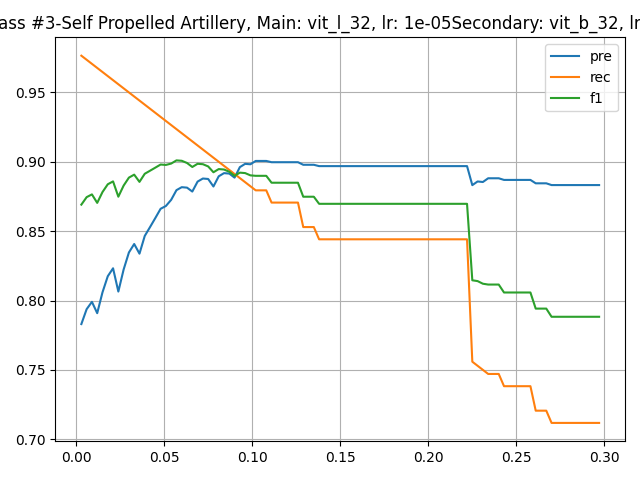 ass #3-Self Propelled Artillery, Main: vit_l_32, lr: 1e-05Secondary: vit_b_32, lr
pre
rec
f1
0.95
0.90
0.85
0.80
0.75
0.70
0.00 0.05 0.10 0.15 0.20 0.25 0.30